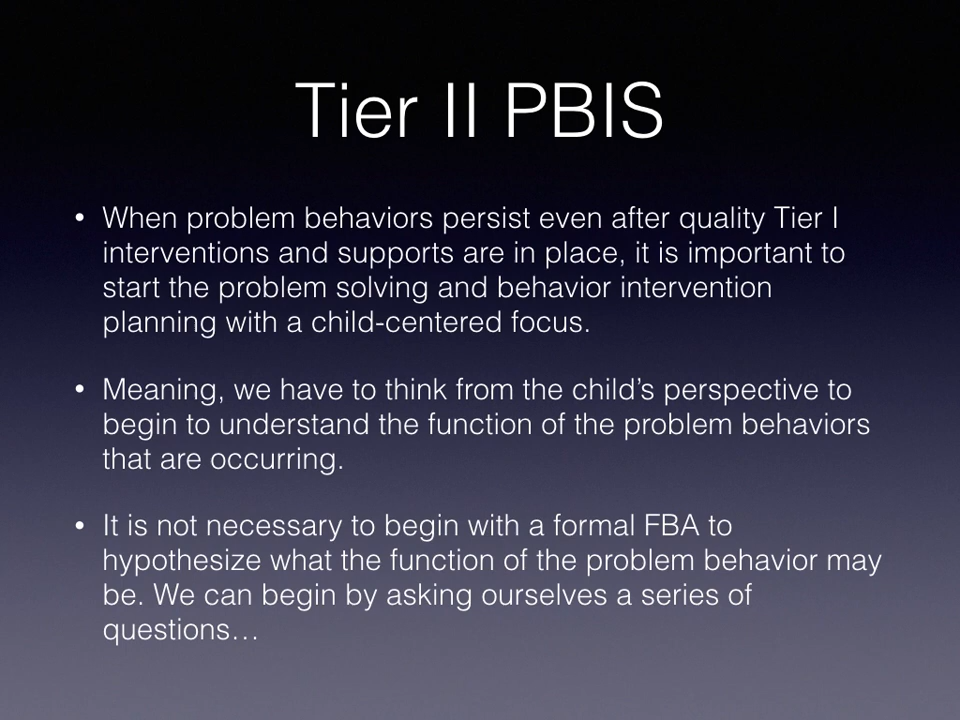 Tier II PBIS
• When problem behaviors persist even after quality Tier I
interventions and supports are in place, it is important to
start the problem solving and behavior intervention
planning with a child-centered focus.
• Meaning, we have to think from the child’s perspective to
begin to understand the function of the problem behaviors
that are occurring.
• It is not necessary to begin with a formal FBA to
hypothesize what the function of the problem behavior may
be. We can begin by asking ourselves a series of
questions…